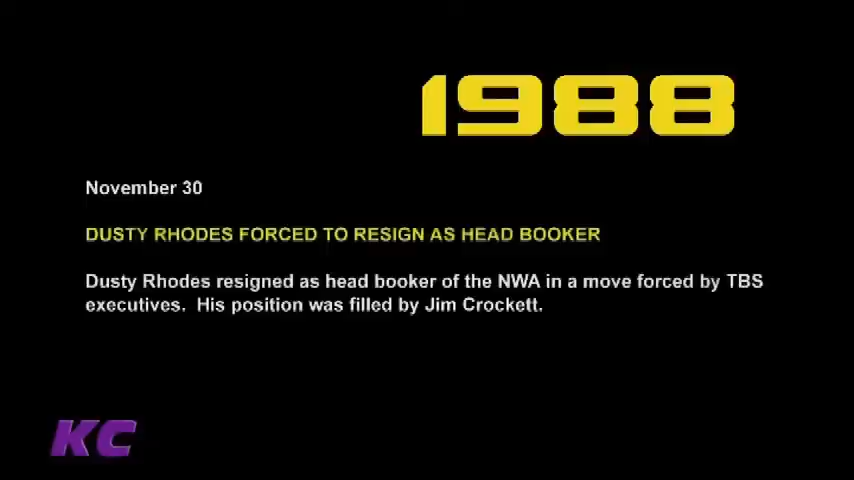 1988
November 30
DUSTY RHODES FORCED TO RESIGN AS HEAD BOOKER
Dusty Rhodes resigned as head booker of the NWA in a move forced by TBS
executives.  His position was filled by Jim Crockett.
KC